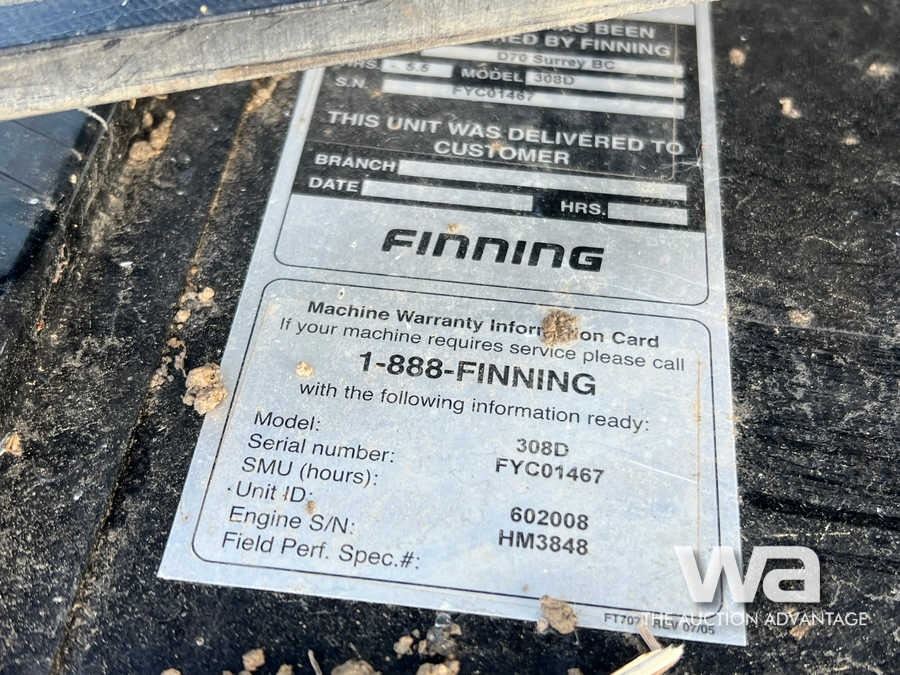 AS BEEN
RED BY FINNING
D70 Surrey BC
HRS. 5.5 MODEL 308D
S.N. FYC01467
THIS UNIT WAS DELIVERED TO
CUSTOMER
BRANCH
DATE HRS.
FINNING
Machine Warranty Information Card
If your machine requires service please call
1-888-FINNING
with the following information ready:
Model: 308D
Serial number: FYC01467
SMU (hours):
Unit ID: 602008
Engine S/N: HM3848
Field Perf. Spec.#:
wa
THE AUCTION ADVANTAGE
07/05